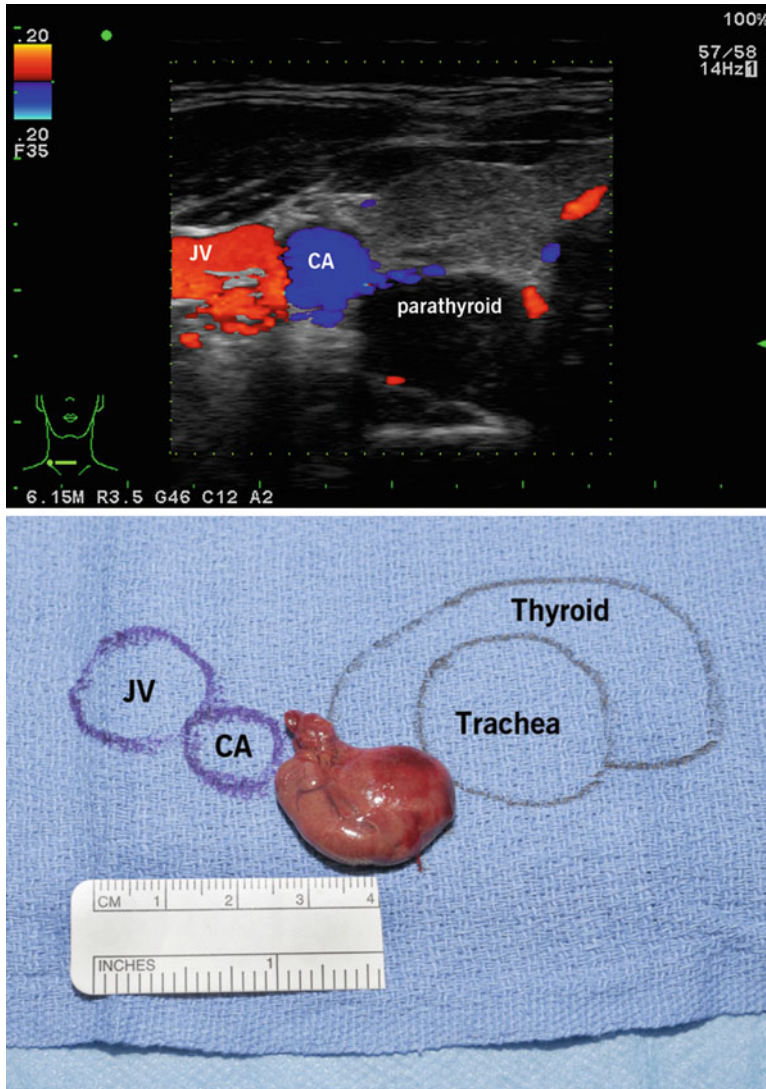 .20
100%
57/58
14Hz1
.20
F35
JV
CA
parathyroid
6.15M R3.5 G46 C12 A2
Thyroid
JV
Trachea
CA
CM 1 2 3 4
INCHES 1